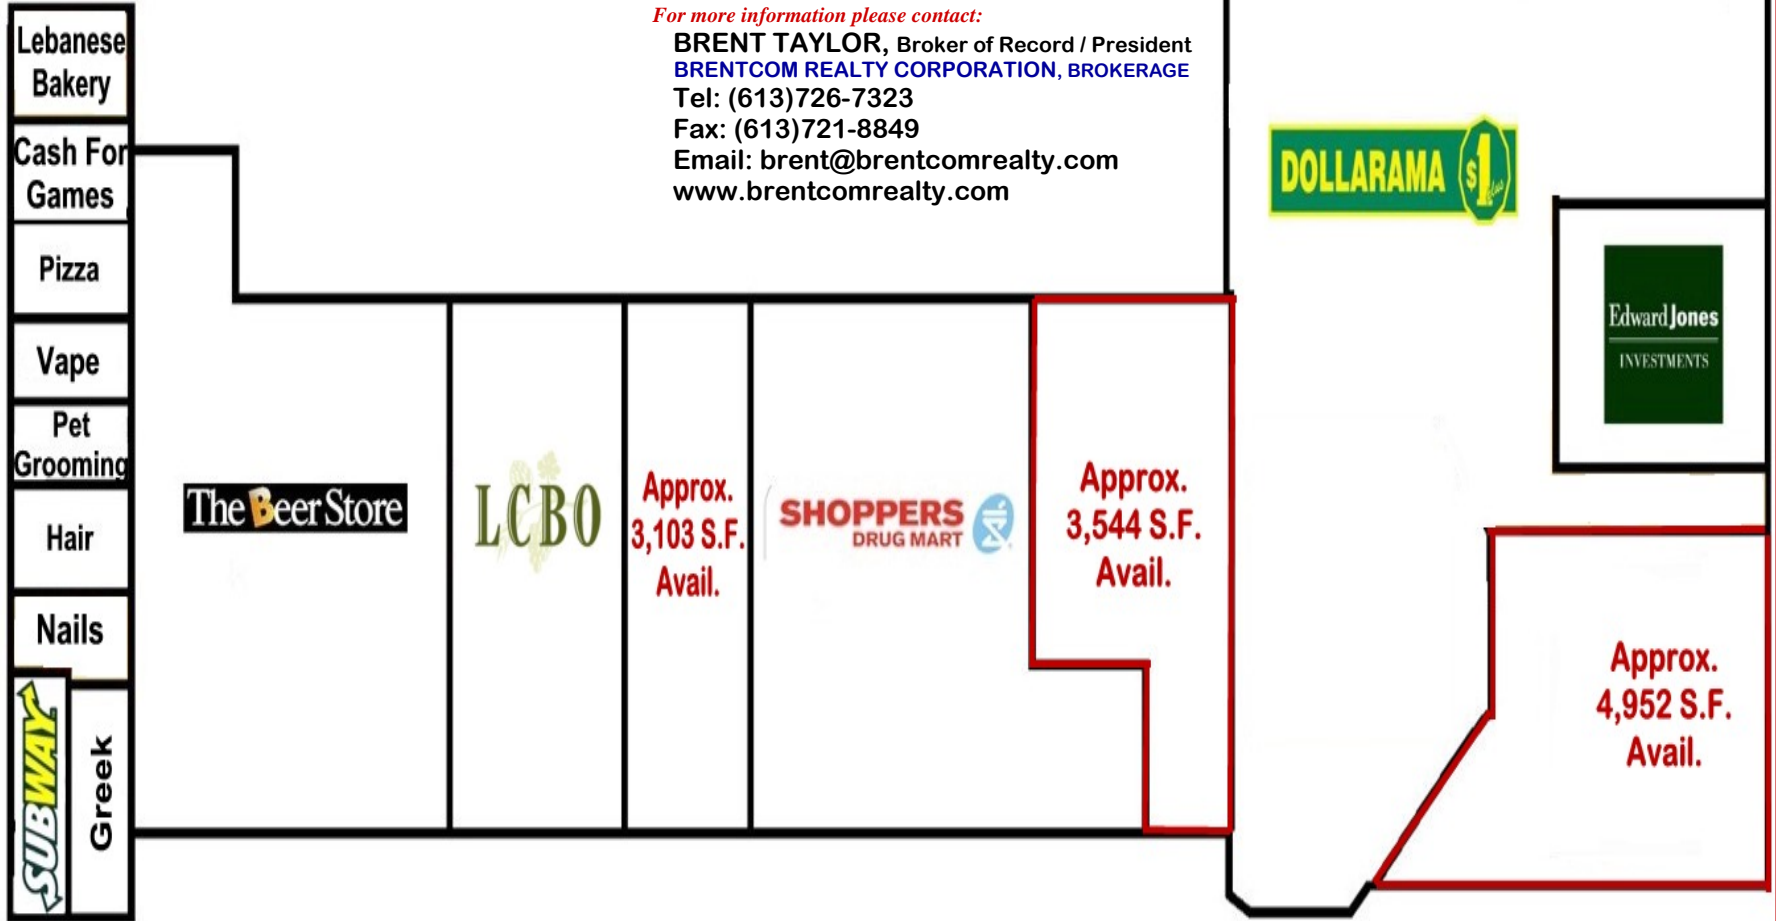 For more information please contact:
BRENT TAYLOR, Broker of Record / President
BRENTCOM REALTY CORPORATION, BROKERAGE
Tel: (613)726-7323
Fax: (613)721-8849
Email: brent@brentcomrealty.com
www.brentcomrealty.com
Lebanese
Bakery
Cash For
Games
Pizza
Vape
Pet
Grooming
Hair
Nails
SUBWAY
Greek
The Beer Store
LCBO
Approx.
3,103 S.F.
Avail.
SHOPPERS
DRUG MART
Approx.
3,544 S.F.
Avail.
DOLLARAMA $1 plus
Edward Jones
INVESTMENTS
Approx.
4,952 S.F.
Avail.